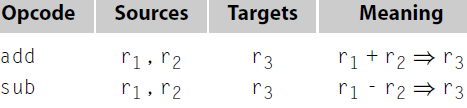 Opcode Sources Targets Meaning
add r₁, r₂ r₃ r₁ + r₂ ⇒ r₃
sub r₁, r₂ r₃ r₁ - r₂ ⇒ r₃